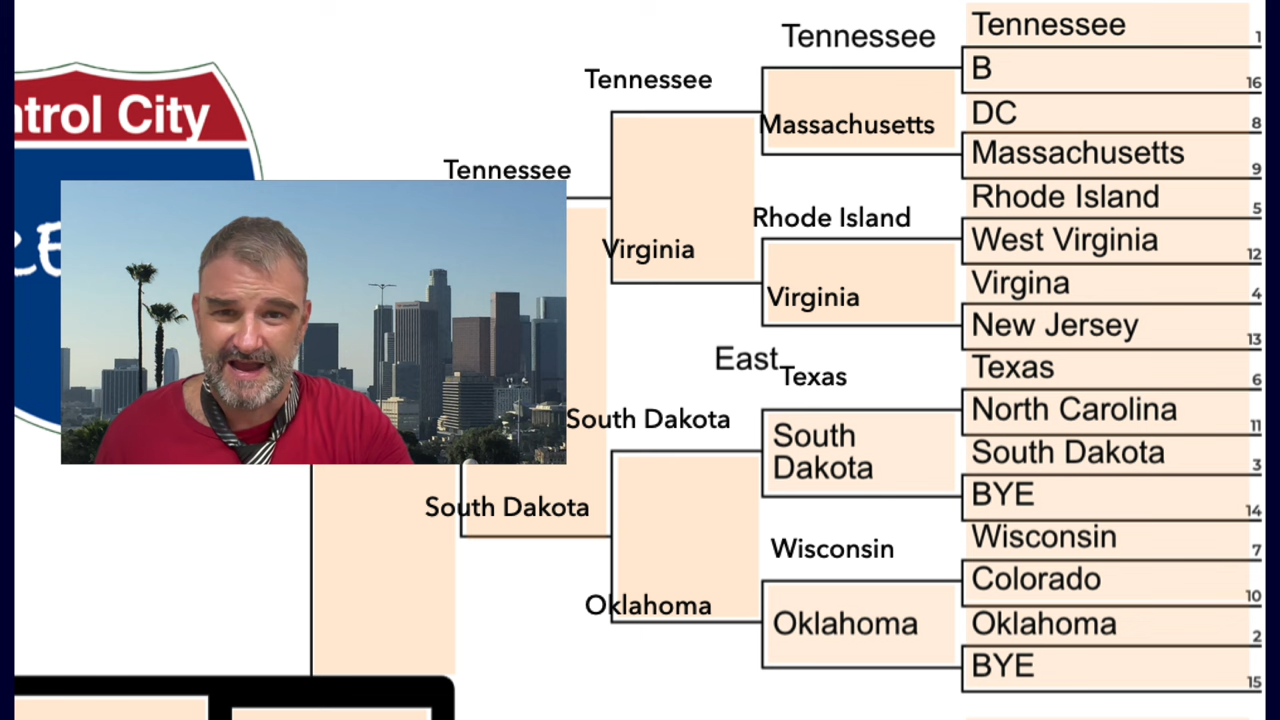 ntrol City
Tennessee
Virginia
South Dakota
Oklahoma
Tennessee
South Dakota
Tennessee
Massachusetts
Rhode Island
Virginia
East
Texas
South
Dakota
Wisconsin
Oklahoma
Tennessee 1
B 16
DC 8
Massachusetts 9
Rhode Island 5
West Virginia 12
Virgina 4
New Jersey 13
Texas 6
North Carolina 11
South Dakota 3
BYE 14
Wisconsin 7
Colorado 10
Oklahoma 2
BYE 15